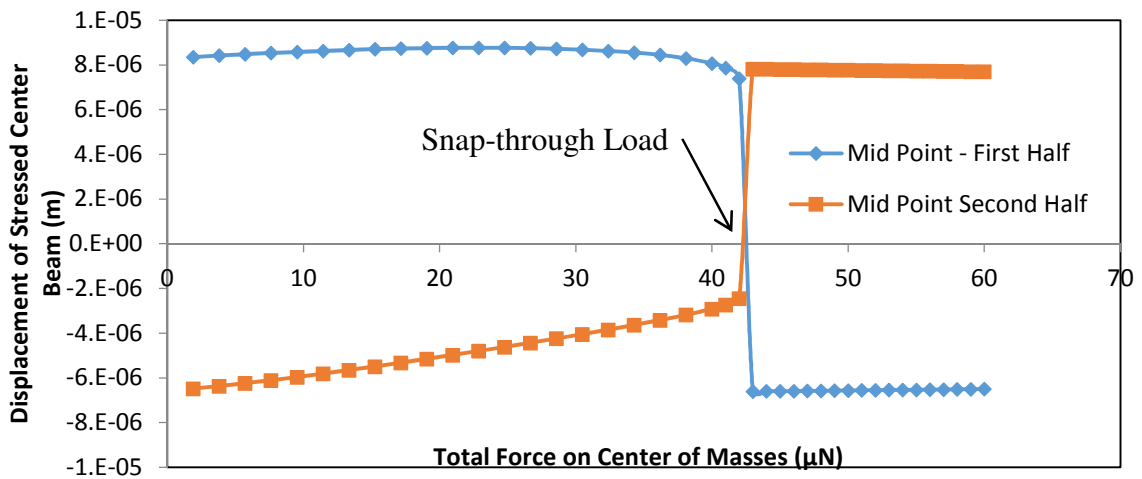 1.E-05
8.E-06
6.E-06
4.E-06
2.E-06
0.E+00
-2.E-06
-4.E-06
-6.E-06
-8.E-06
-1.E-05
Displacement of Stressed Center
Beam (m)
Snap-through Load
Mid Point - First Half
Mid Point Second Half
0 10 20 30 40 50 60 70
Total Force on Center of Masses (µN)